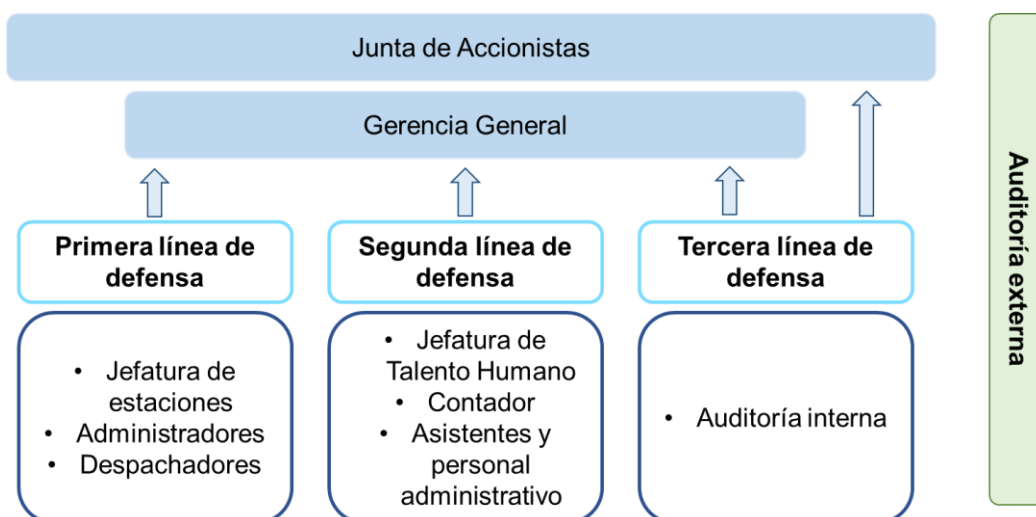 Junta de Accionistas
Gerencia General
Primera línea de
defensa
Segunda línea de
defensa
Tercera línea de
defensa
• Jefatura de
estaciones
• Administradores
• Despachadores
• Jefatura de
Talento Humano
• Contador
• Asistentes y
personal
administrativo
• Auditoría interna
Auditoría externa